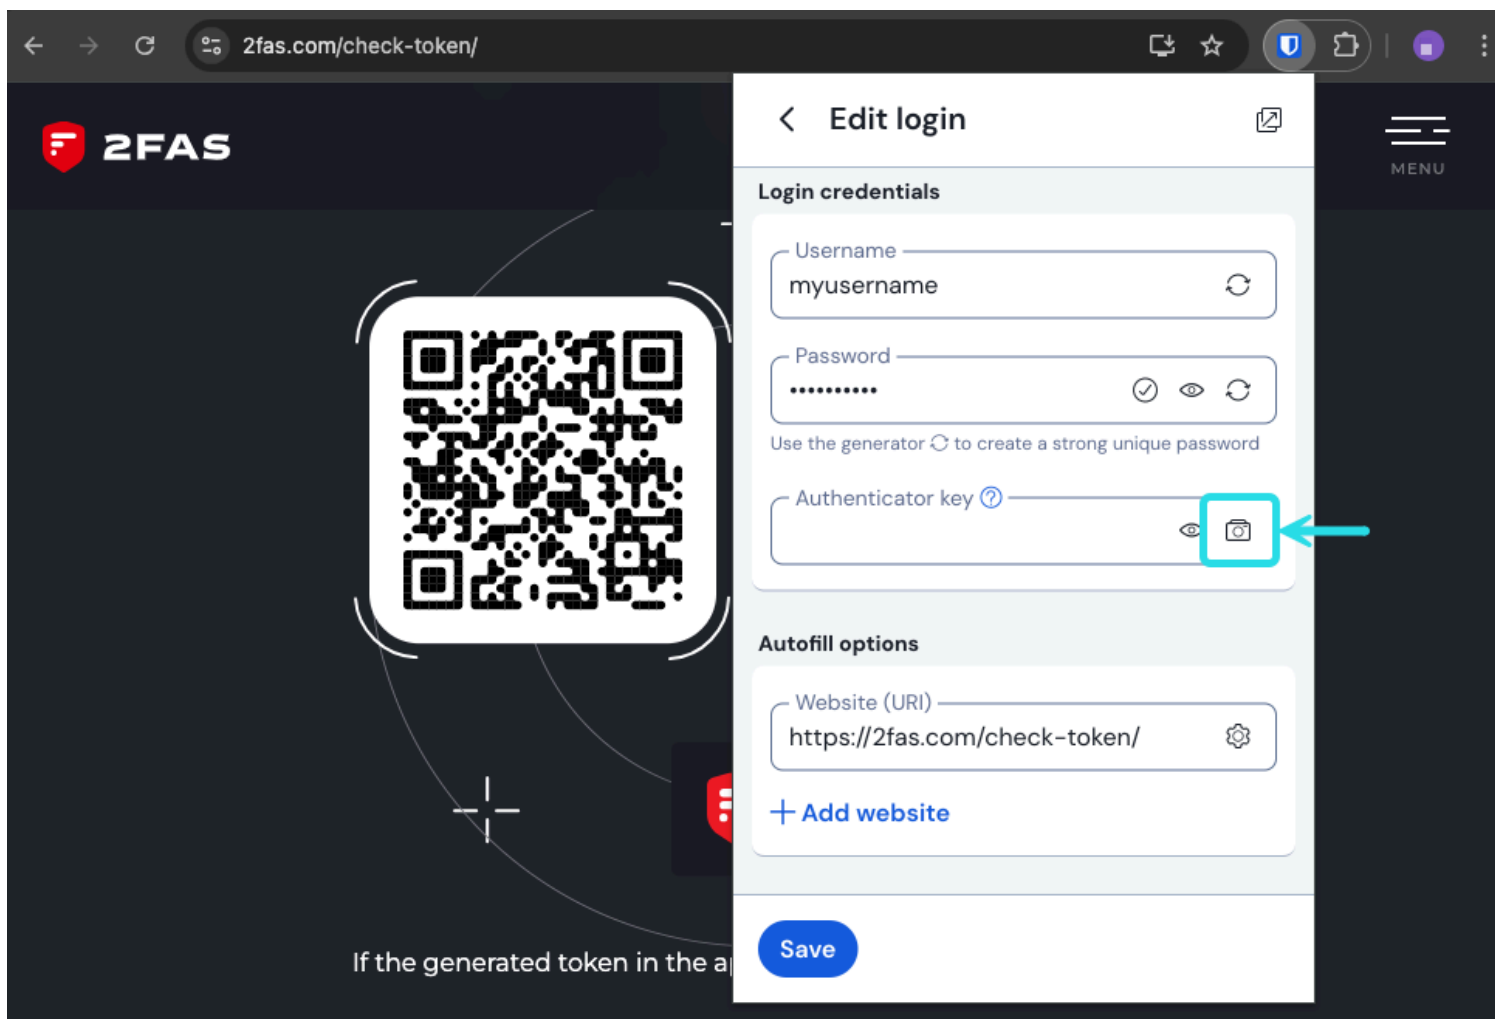 2fas.com/check-token/
2FAS
MENU
Edit login
Login credentials
Username
myusername
Password
••••••••••
Use the generator to create a strong unique password
Authenticator key
Autofill options
Website (URI)
https://2fas.com/check-token/
+ Add website
If the generated token in the a
Save